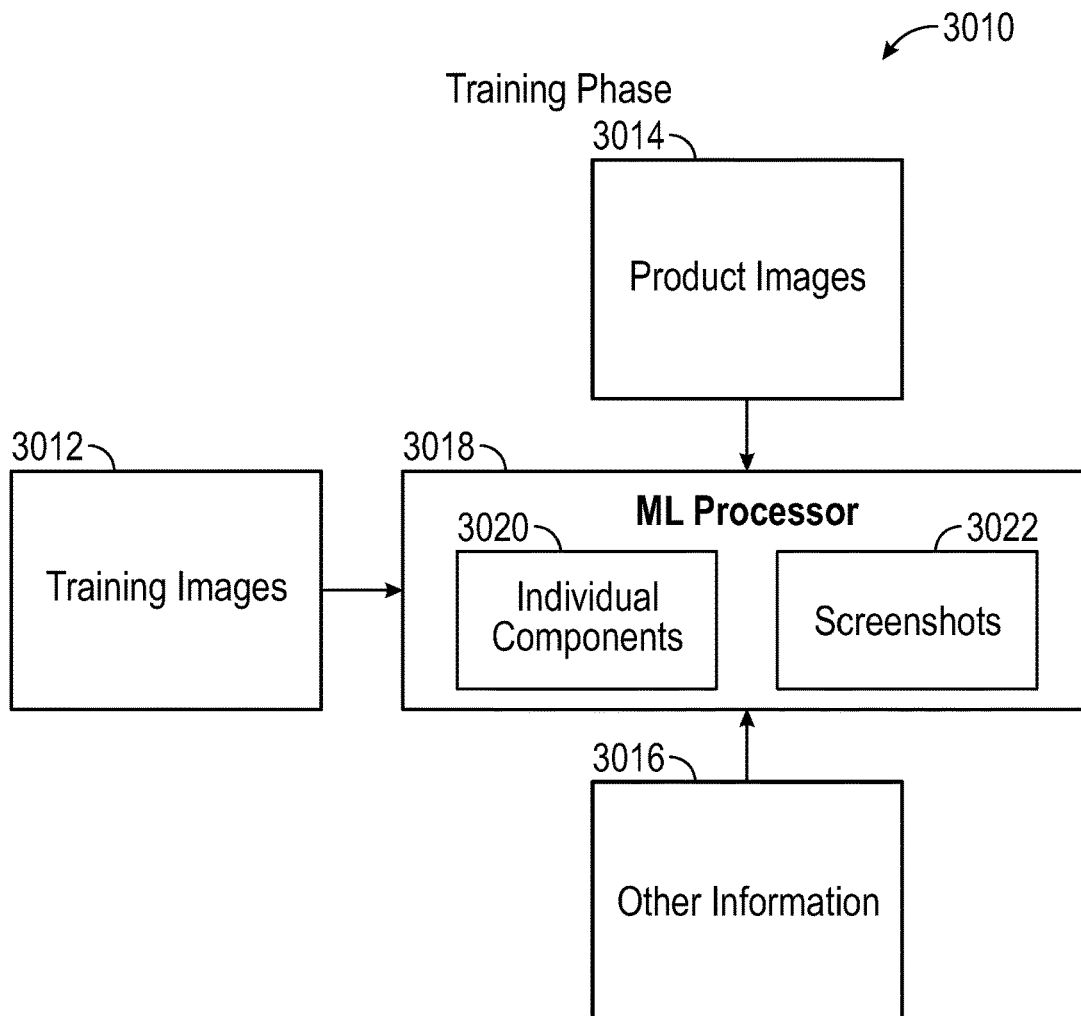 3010
Training Phase
3014
Product Images
3012
Training Images
3018
ML Processor
3020
Individual
Components
3022
Screenshots
3016
Other Information